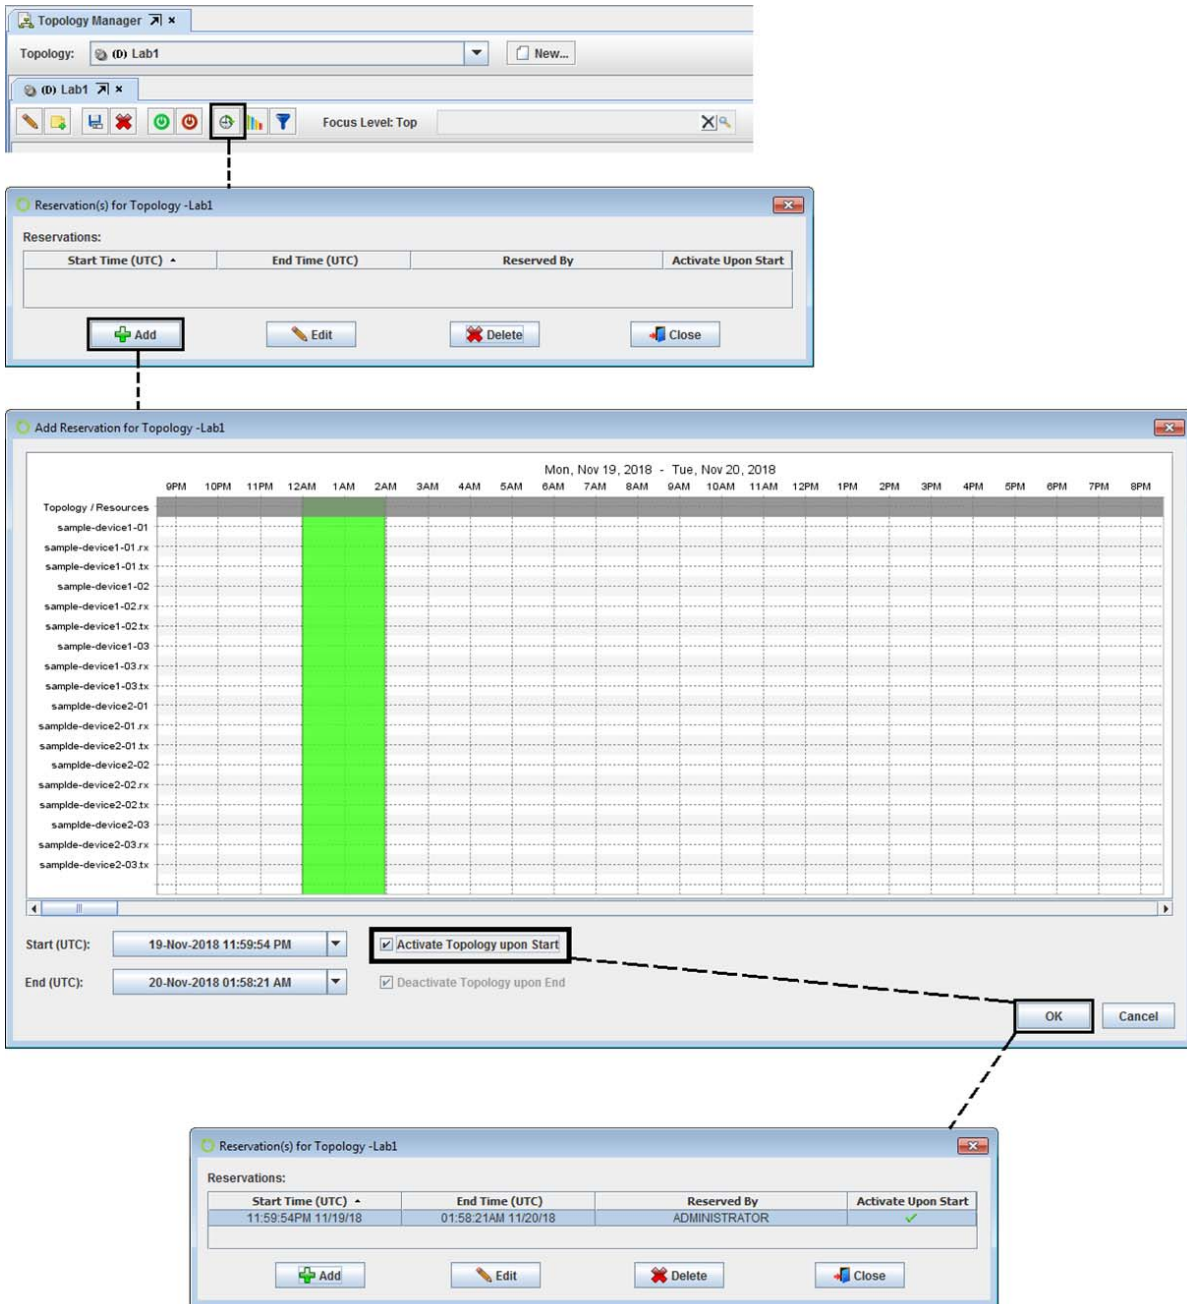 Topology Manager
Topology: (D) Lab1 New...
(D) Lab1
Focus Level: Top
Reservation(s) for Topology -Lab1
Reservations:
Start Time (UTC) End Time (UTC) Reserved By Activate Upon Start
Add Edit Delete Close
Add Reservation for Topology -Lab1
Mon, Nov 19, 2018 - Tue, Nov 20, 2018
9PM 10PM 11PM 12AM 1AM 2AM 3AM 4AM 5AM 6AM 7AM 8AM 9AM 10AM 11AM 12PM 1PM 2PM 3PM 4PM 5PM 6PM 7PM 8PM
Topology / Resources
sample-device1-01
sample-device1-01.rx
sample-device1-01.tx
sample-device1-02
sample-device1-02.rx
sample-device1-02.tx
sample-device1-03
sample-device1-03.rx
sample-device1-03.tx
samplde-device2-01
samplde-device2-01.rx
samplde-device2-01.tx
samplde-device2-02
samplde-device2-02.rx
samplde-device2-02.tx
samplde-device2-03
samplde-device2-03.rx
samplde-device2-03.tx
Start (UTC): 19-Nov-2018 11:59:54 PM Activate Topology upon Start
End (UTC): 20-Nov-2018 01:58:21 AM Deactivate Topology upon End
OK Cancel
Reservation(s) for Topology -Lab1
Reservations:
Start Time (UTC) End Time (UTC) Reserved By Activate Upon Start
11:59:54PM 11/19/18 01:58:21AM 11/20/18 ADMINISTRATOR
Add Edit Delete Close